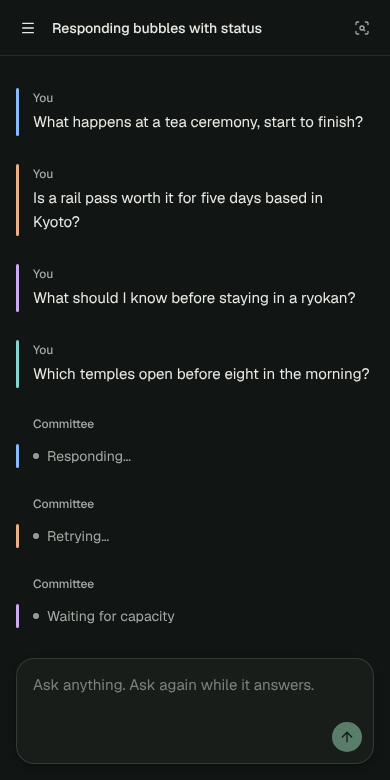 Responding bubbles with status
You
What happens at a tea ceremony, start to finish?
You
Is a rail pass worth it for five days based in
Kyoto?
You
What should I know before staying in a ryokan?
You
Which temples open before eight in the morning?
Committee
Responding...
Committee
Retrying...
Committee
Waiting for capacity
Ask anything. Ask again while it answers.